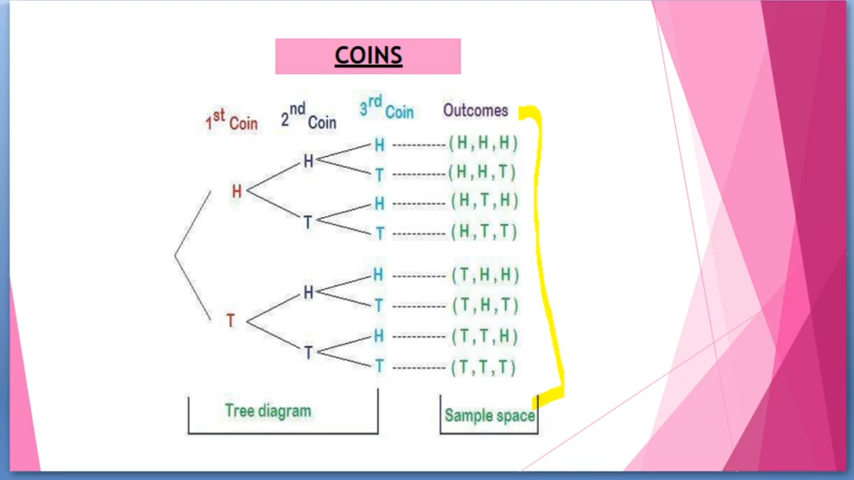 COINS
1st Coin 2nd Coin 3rd Coin Outcomes
H ---------- (H,H,H)
H
T ---------- (H,H,T)
H
H ---------- (H,T,H)
T
T ---------- (H,T,T)
H ---------- (T,H,H)
H
T ---------- (T,H,T)
T
H ---------- (T,T,H)
T
T ---------- (T,T,T)
Tree diagram Sample space